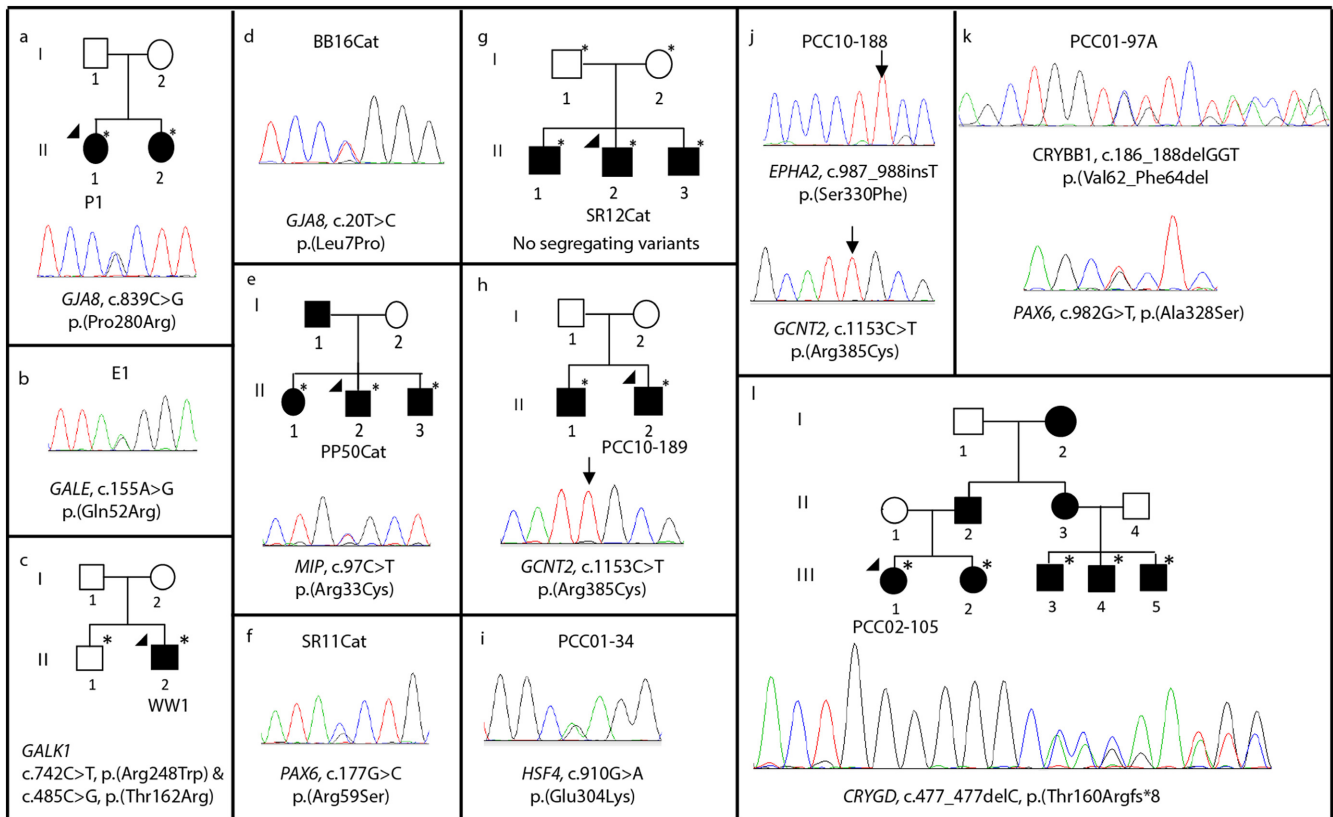 a
I
1
2
*
*
II
1
2
P1
GJA8, c.839C>G
p.(Pro280Arg)
b
E1
GALE, c.155A>G
p.(Gln52Arg)
c
I
1
2
*
*
II
1
2
WW1
GALK1
c.742C>T, p.(Arg248Trp) &
c.485C>G, p.(Thr162Arg)
d
BB16Cat
GJA8, c.20T>C
p.(Leu7Pro)
e
I
1
2
*
*
*
II
1
2
3
PP50Cat
MIP, c.97C>T
p.(Arg33Cys)
f
SR11Cat
PAX6, c.177G>C
p.(Arg59Ser)
g
*
*
I
1
2
*
*
*
II
1
2
3
SR12Cat
No segregating variants
h
I
1
2
*
*
II
1
2
PCC10-189
GCNT2, c.1153C>T
p.(Arg385Cys)
i
PCC01-34
HSF4, c.910G>A
p.(Glu304Lys)
j
PCC10-188
EPHA2, c.987_988insT
p.(Ser330Phe)
GCNT2, c.1153C>T
p.(Arg385Cys)
k
PCC01-97A
CRYBB1, c.186_188delGGT
p.(Val62_Phe64del
PAX6, c.982G>T, p.(Ala328Ser)
l
I
1
2
II
1
2
3
4
*
*
*
*
*
III
1
2
3
4
5
PCC02-105
CRYGD, c.477_477delC, p.(Thr160Argfs*8